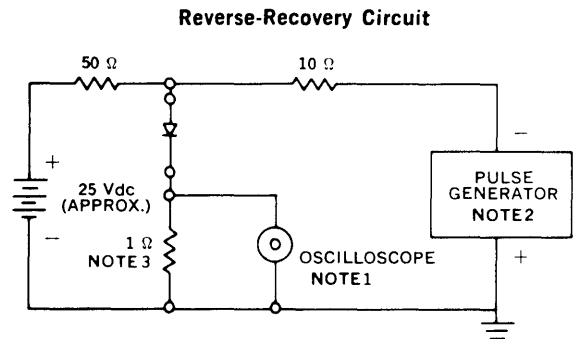 Reverse-Recovery Circuit
50 Ω
10 Ω
+
−
25 Vdc
(APPROX.)
−
1 Ω
NOTE 3
OSCILLOSCOPE
NOTE 1
PULSE
GENERATOR
NOTE 2
+